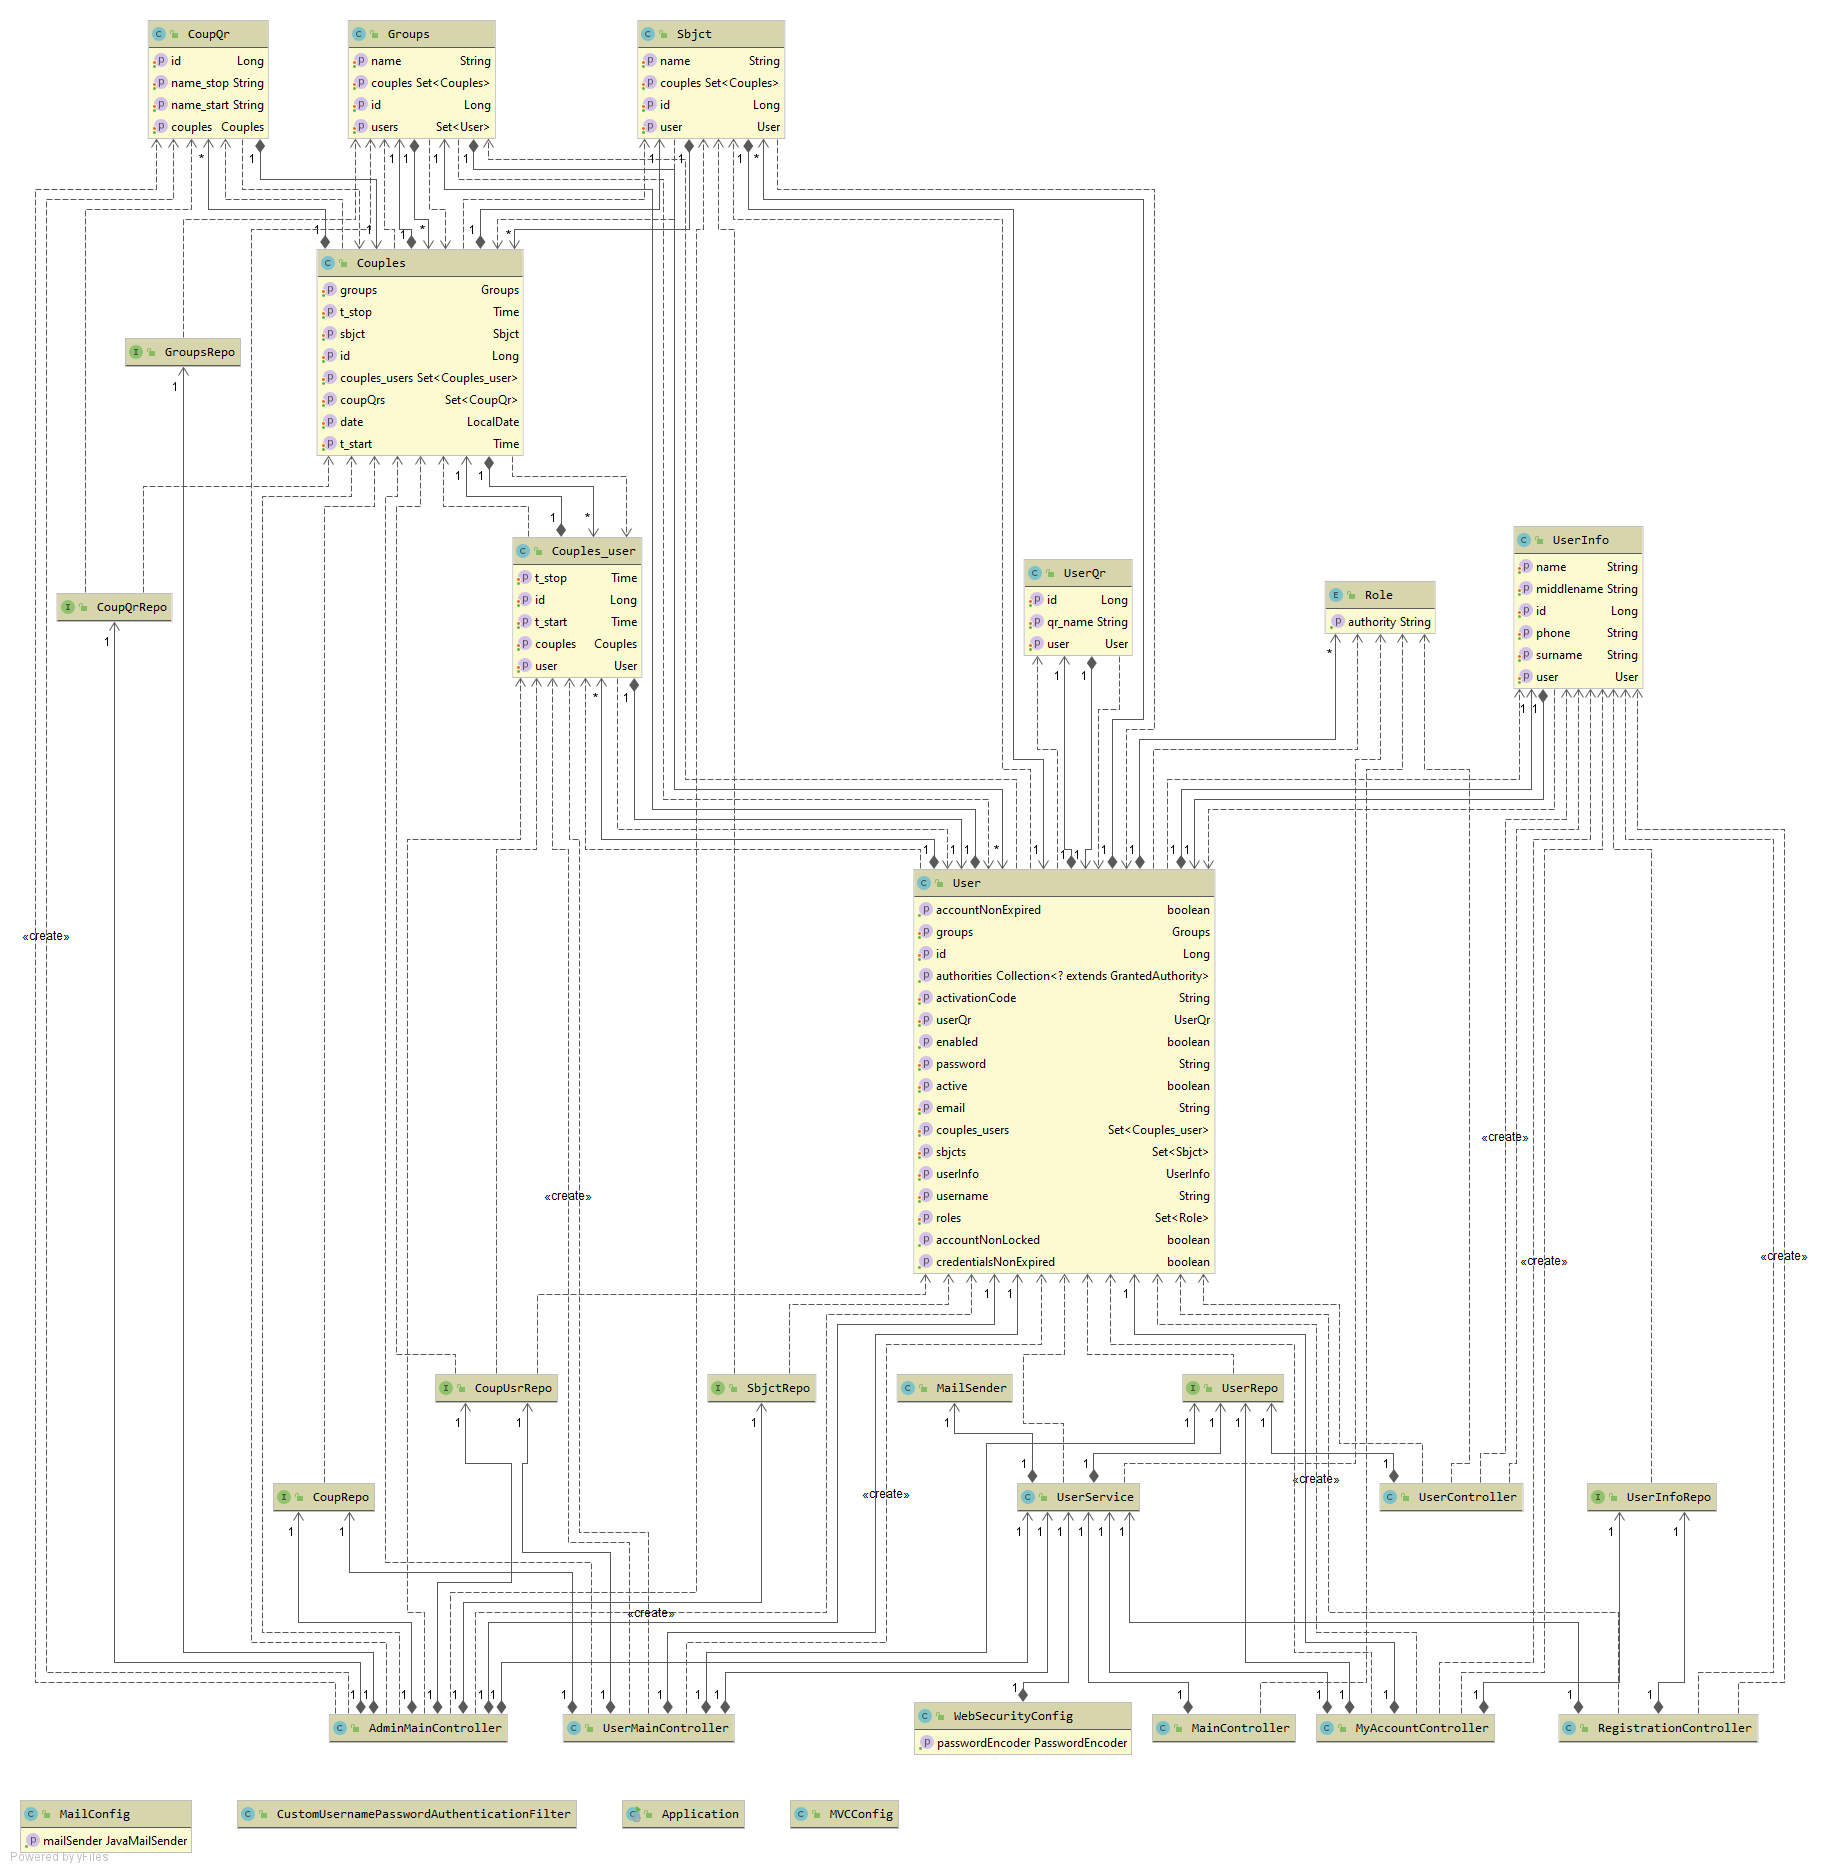 CoupQr
id Long
name_stop String
name_start String
couples Couples
Groups
name String
couples Set<Couples>
id Long
users Set<User>
Sbjct
name String
couples Set<Couples>
id Long
user User
Couples
groups Groups
t_stop Time
sbjct Sbjct
id Long
couples_users Set<Couples_user>
coupQrs Set<CoupQr>
date LocalDate
t_start Time
GroupsRepo
CoupQrRepo
Couples_user
t_stop Time
id Long
t_start Time
couples Couples
user User
UserQr
id Long
qr_name String
user User
Role
authority String
UserInfo
name String
middlename String
id Long
phone String
surname String
user User
User
accountNonExpired boolean
groups Groups
id Long
authorities Collection<? extends GrantedAuthority>
activationCode String
userQr UserQr
enabled boolean
password String
active boolean
email String
couples_users Set<Couples_user>
sbjcts Set<Sbjct>
userInfo UserInfo
username String
roles Set<Role>
accountNonLocked boolean
credentialsNonExpired boolean
«create»
«create»
«create»
«create»
«create»
CoupUsrRepo
SbjctRepo
MailSender
UserRepo
«create»
«create»
CoupRepo
UserService
UserController
UserInfoRepo
«create»
AdminMainController
UserMainController
WebSecurityConfig
passwordEncoder PasswordEncoder
MainController
MyAccountController
RegistrationController
MailConfig
mailSender JavaMailSender
CustomUsernamePasswordAuthenticationFilter
Application
MVCConfig
Powered by yFiles